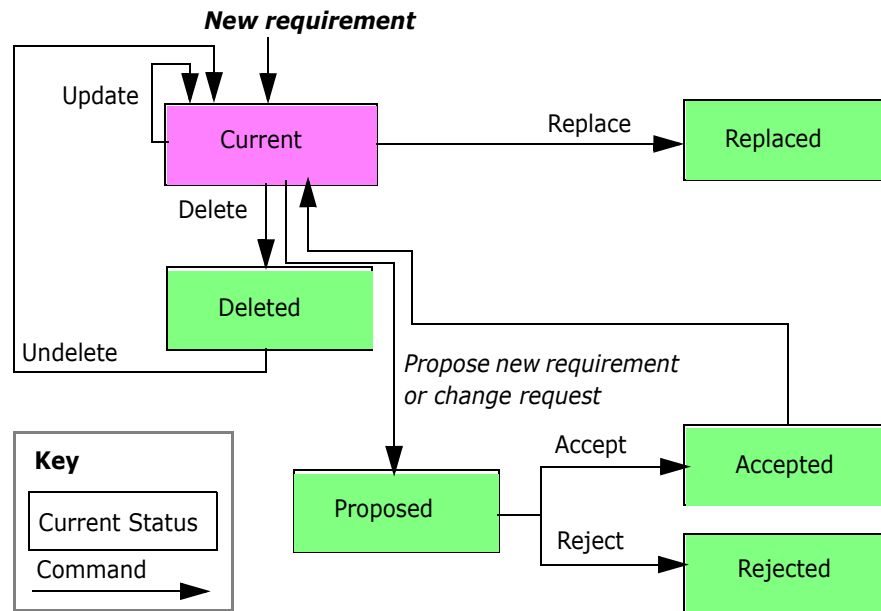 New requirement
Update
Current
Replace
Replaced
Delete
Deleted
Undelete
Propose new requirement
or change request
Key
Current Status
Command
Proposed
Accept
Accepted
Reject
Rejected